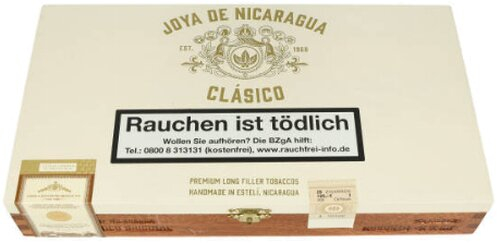 JOYA DE NICARAGUA
EST. 1968
CLÁSICO
Rauchen ist tödlich
Wollen Sie aufhören? Die BZgA hilft:
Tel.: 0800 8 313131 (kostenfrei), www.rauchfrei-info.de
PREMIUM LONG FILLER TOBACCOS
HANDMADE IN ESTELÍ, NICARAGUA